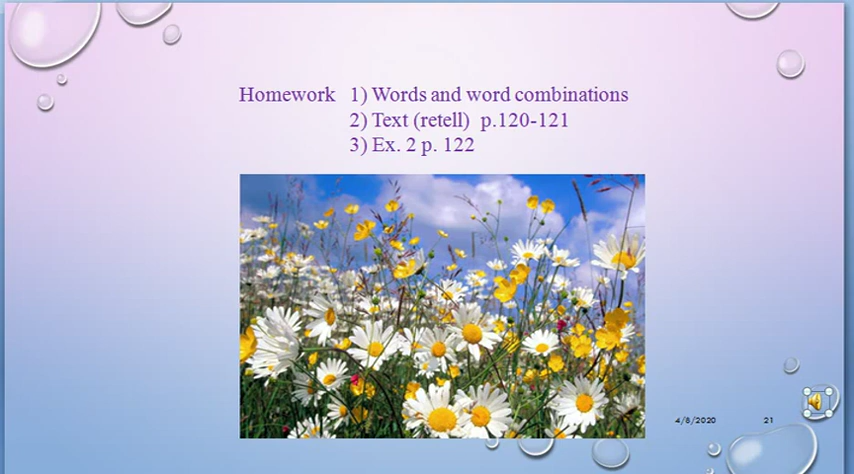 Homework 1) Words and word combinations
2) Text (retell) p.120-121
3) Ex. 2 p. 122
4/8/2020 21